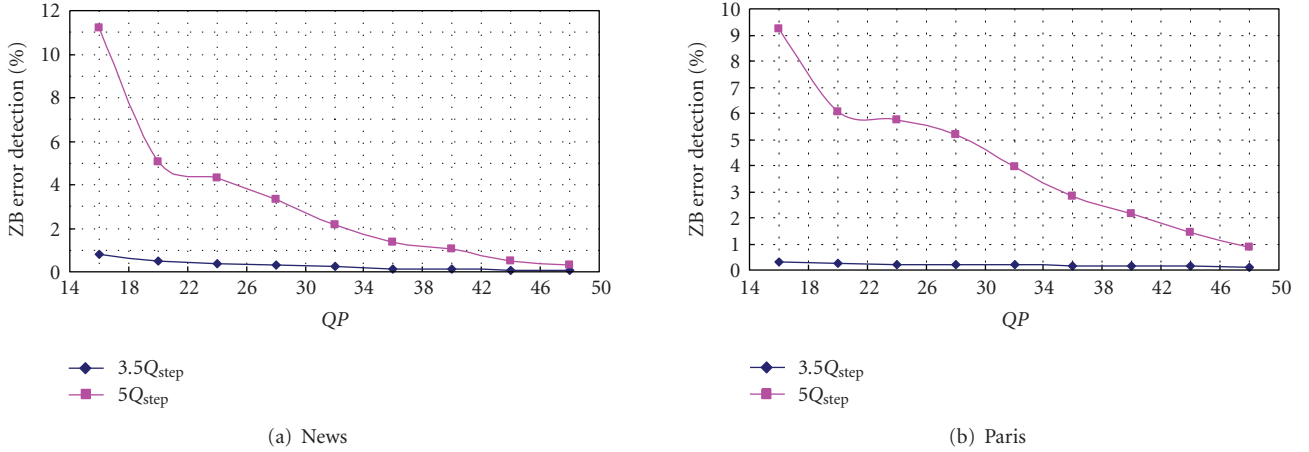 ZB error detection (%)
12
10
8
6
4
2
0
14 18 22 26 30 34 38 42 46 50
QP
3.5Qstep
5Qstep
(a) News
ZB error detection (%)
10
9
8
7
6
5
4
3
2
1
0
14 18 22 26 30 34 38 42 46 50
QP
3.5Qstep
5Qstep
(b) Paris